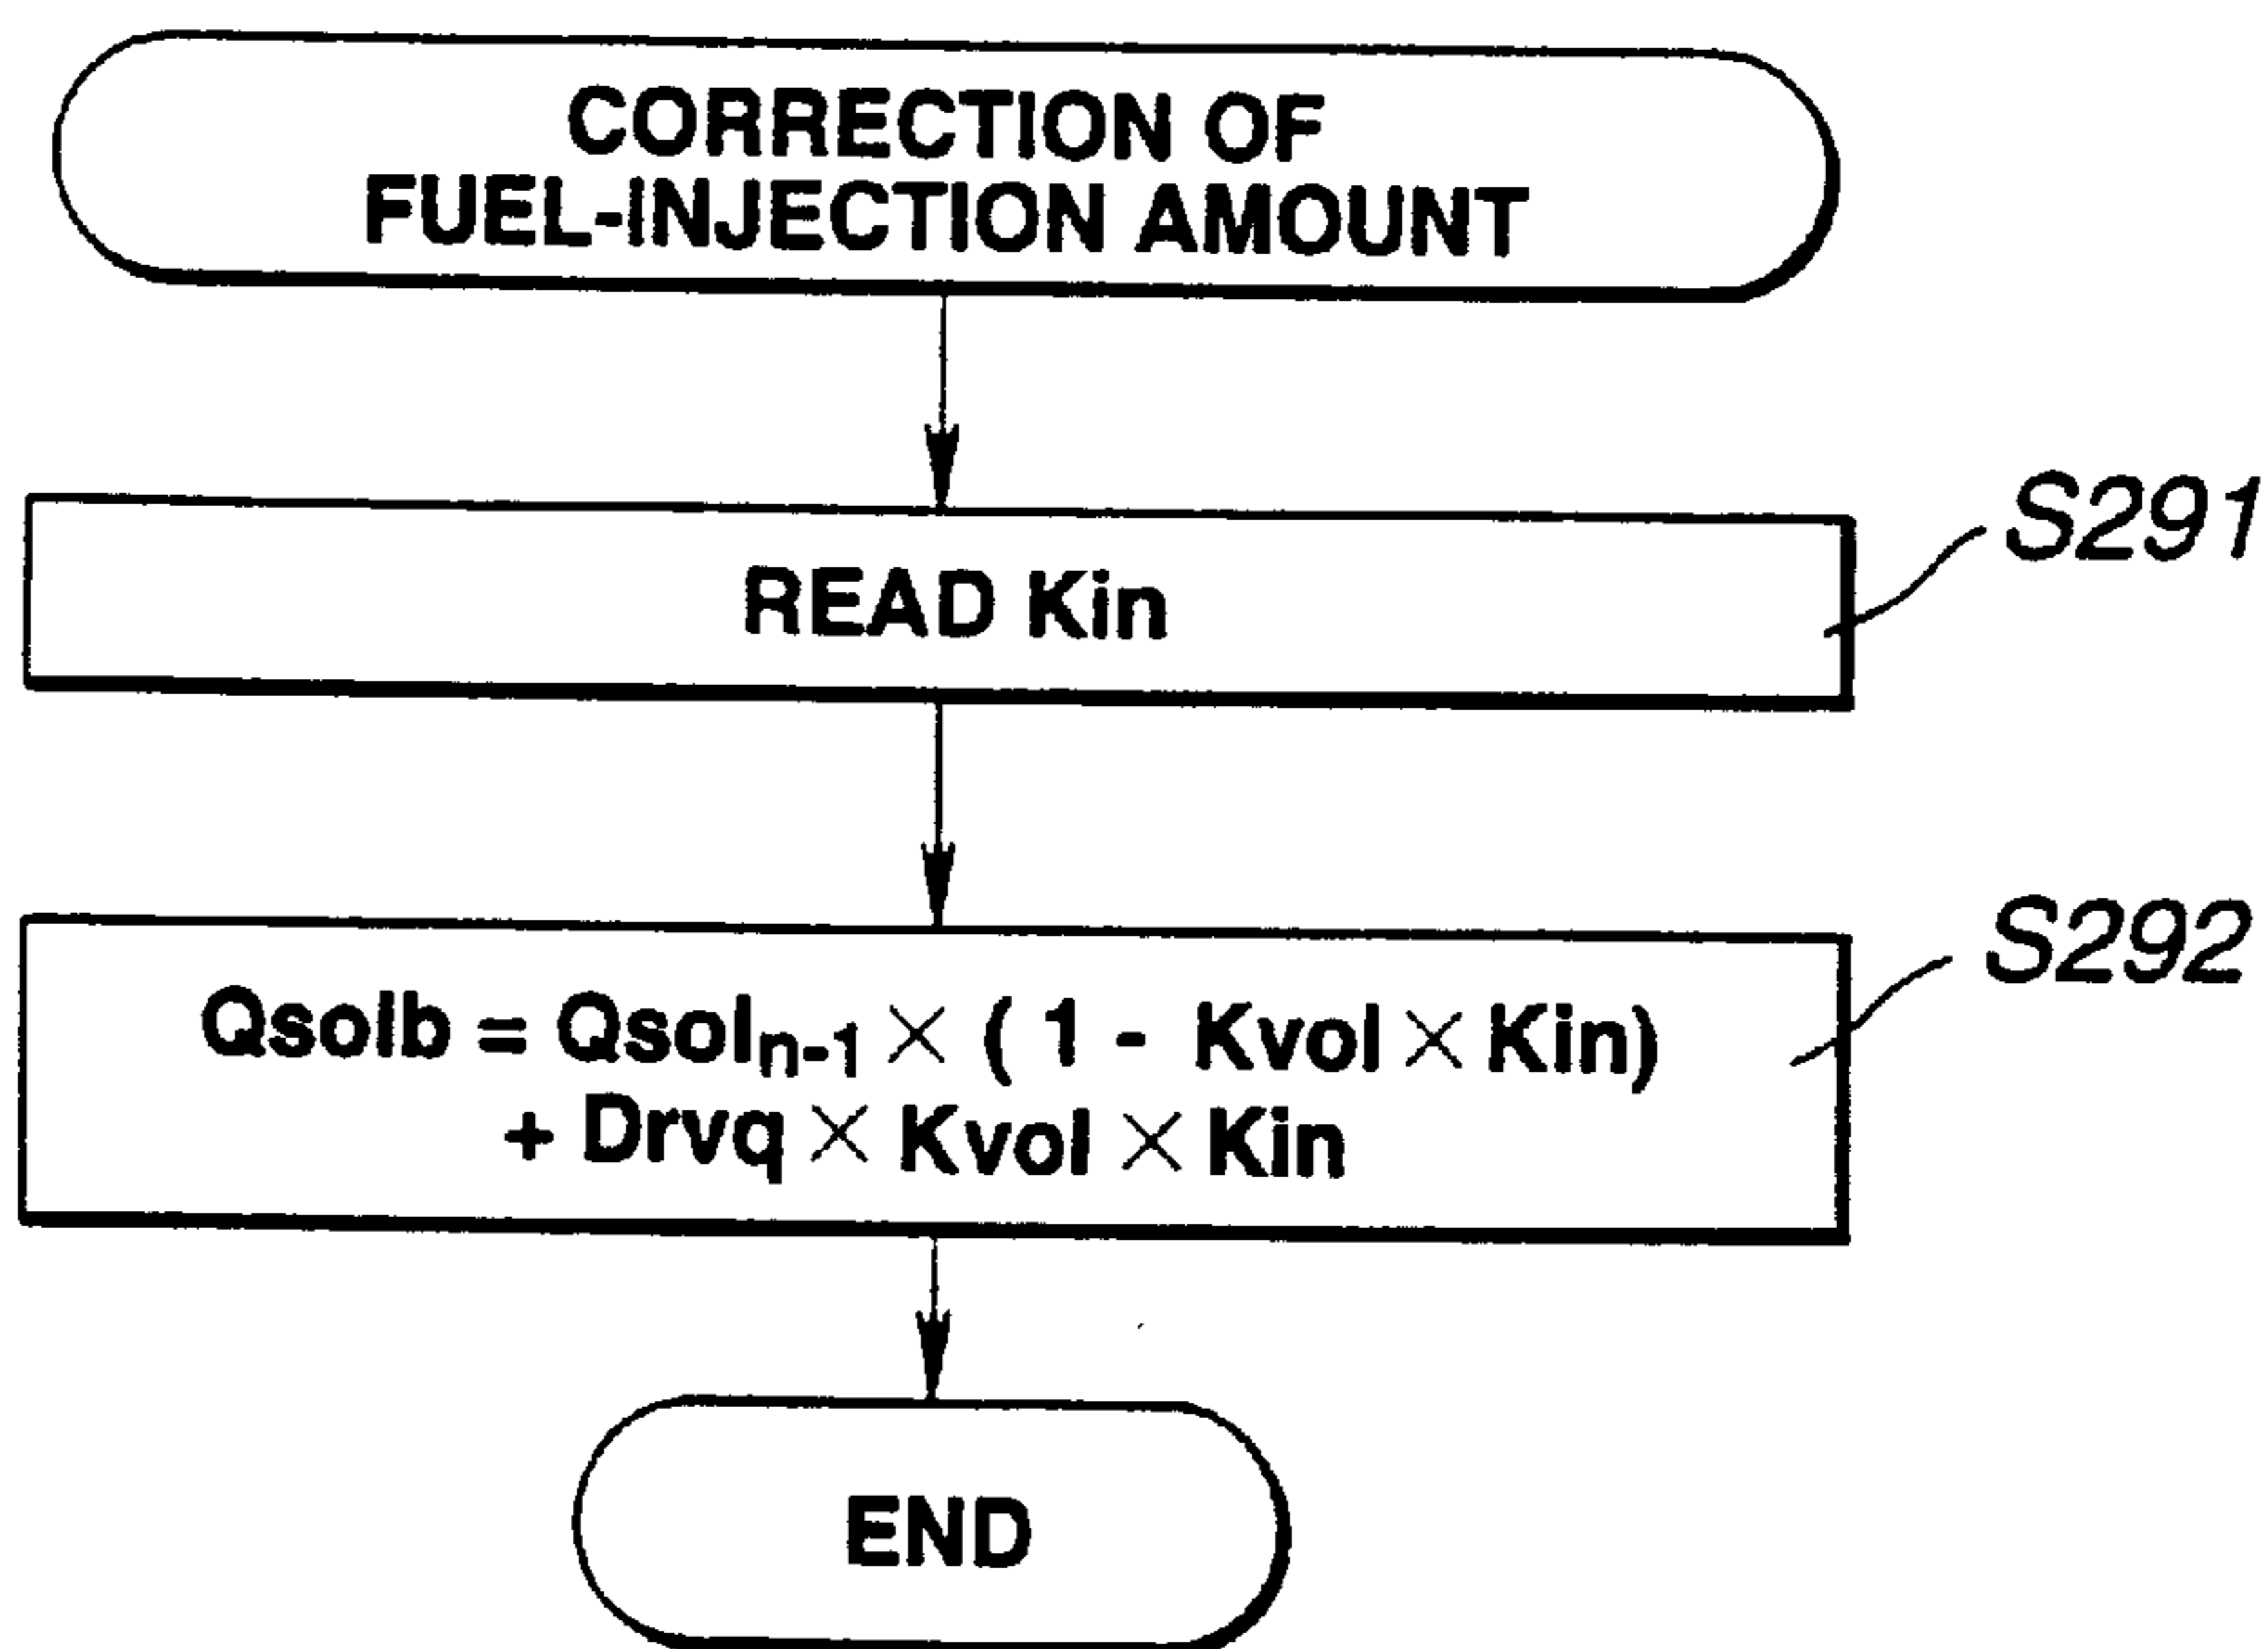 CORRECTION OF
FUEL-INJECTION AMOUNT
READ Kin
S291
Qsolb = Qsolₙ₋₁ × ( 1 - Kvol × Kin)
+ Drvq × Kvol × Kin
S292
END